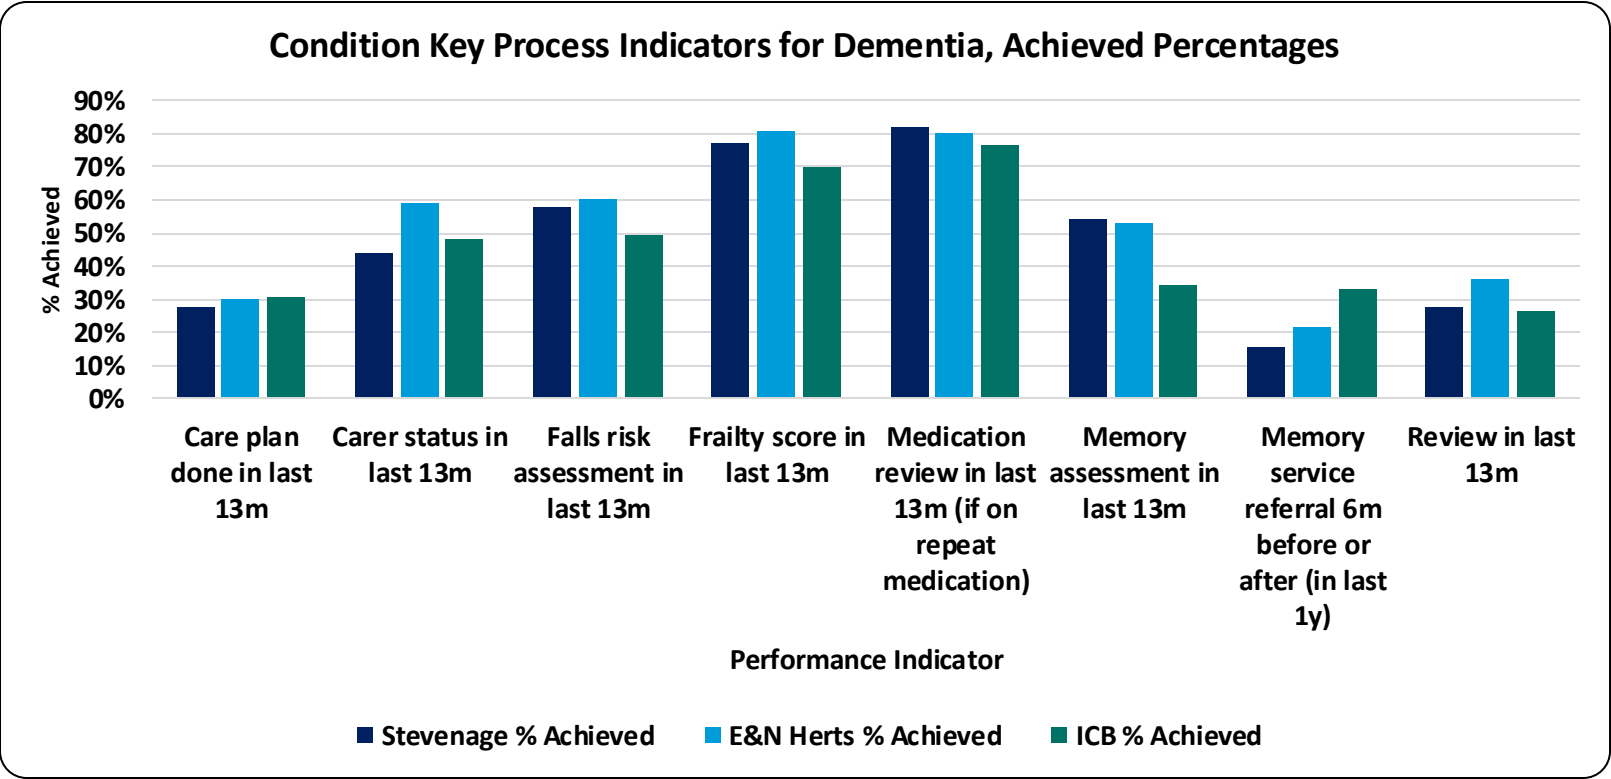 Condition Key Process Indicators for Dementia, Achieved Percentages
% Achieved
90%
80%
70%
60%
50%
40%
30%
20%
10%
0%
Care plan
done in last
13m
Carer status in
last 13m
Falls risk
assessment in
last 13m
Frailty score in
last 13m
Medication
review in last
13m (if on
repeat
medication)
Memory
assessment in
last 13m
Memory
service
referral 6m
before or
after (in last
1y)
Review in last
13m
Performance Indicator
Stevenage % Achieved
E&N Herts % Achieved
ICB % Achieved